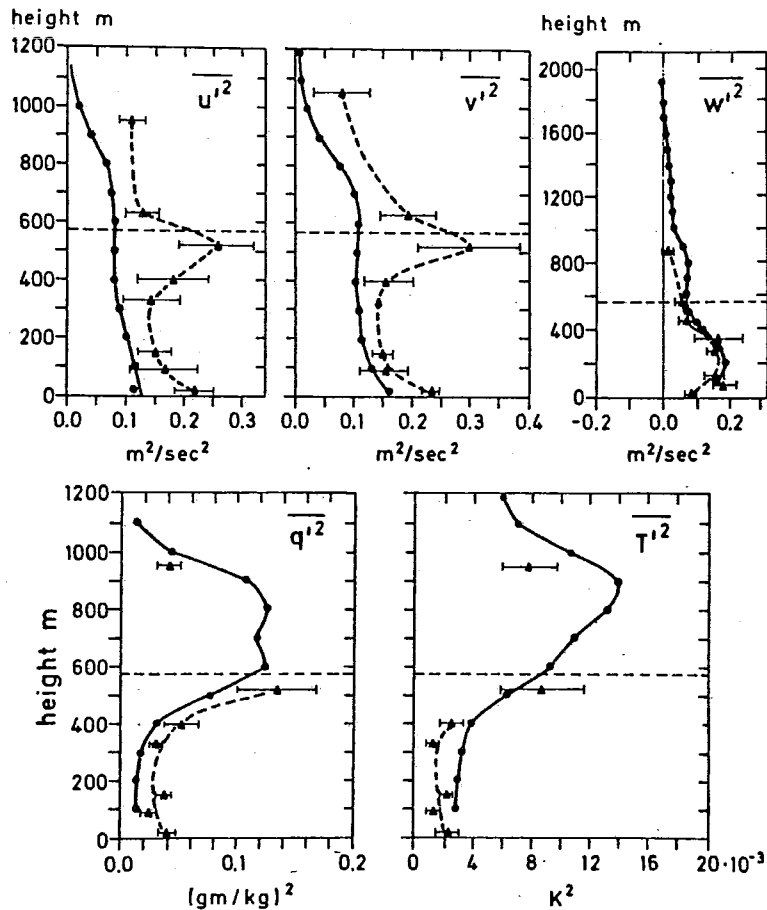 height m
1200
1000
800
600
400
200
0
0.0 0.1 0.2 0.3
m²/sec²
u'²
0.0 0.1 0.2 0.3 0.4
m²/sec²
v'²
height m
2000
1600
1200
800
400
0
-0.2 0.0 0.2
m²/sec²
w'²
height m
1200
1000
800
600
400
200
0
0.0 0.1 0.2
(gm/kg)²
q'²
0 4 8 12 16 20·10⁻³
K²
T'²